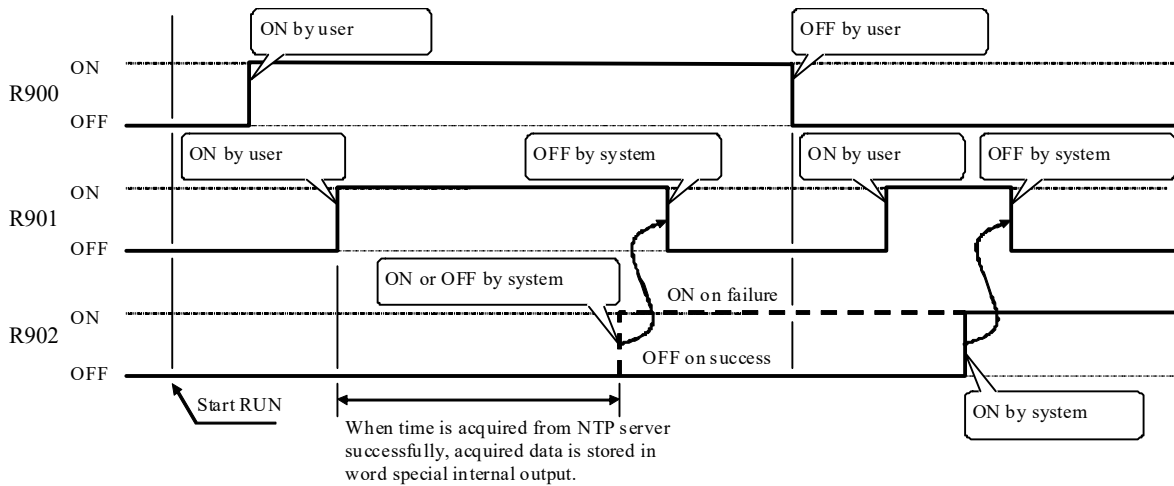 ON by user
OFF by user
ON
R900
OFF
ON by user
OFF by system
ON by user
OFF by system
ON
R901
OFF
ON or OFF by system
ON on failure
ON
R902
OFF on success
OFF
Start RUN
ON by system
When time is acquired from NTP server
successfully, acquired data is stored in
word special internal output.